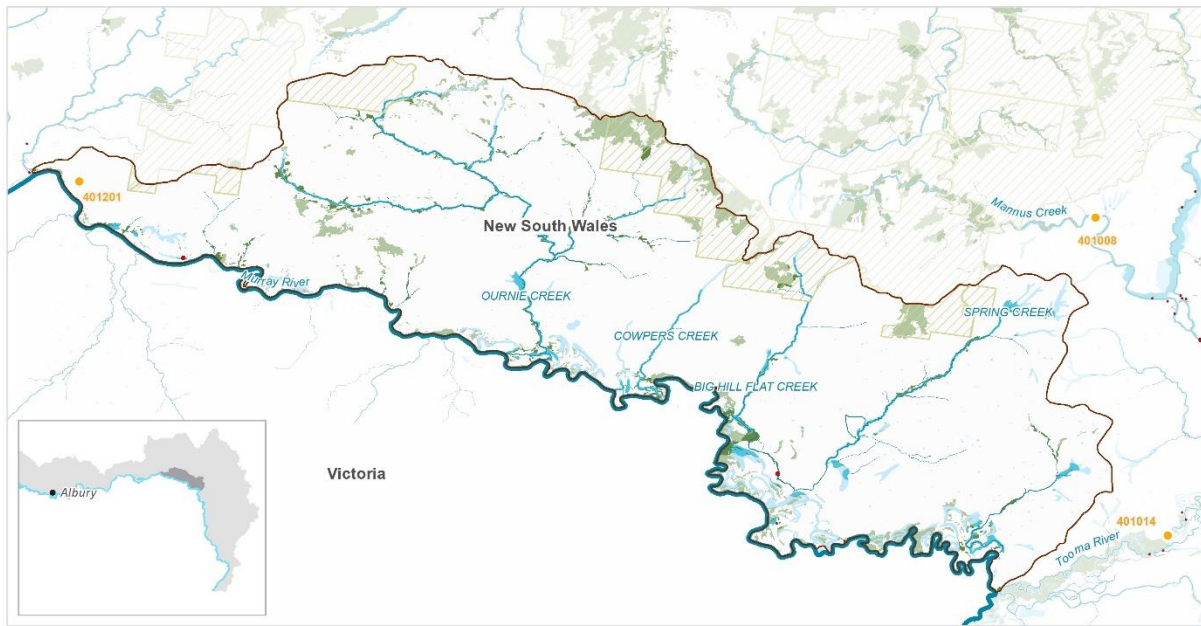 Mannus Creek
401201
401008
New South Wales
Murray River
OURNIE CREEK
SPRING CREEK
COWPERS CREEK
BIG HILL FLAT CREEK
Victoria
Albury
401014
Tooma River